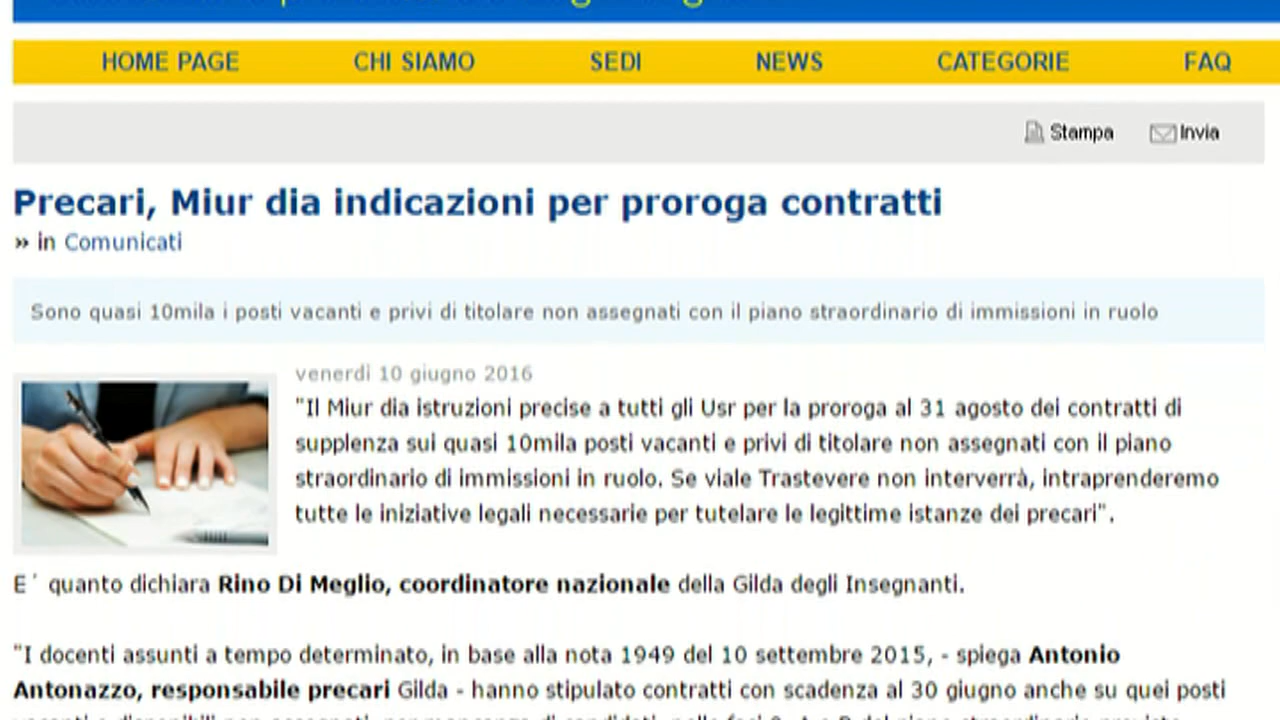 HOME PAGE CHI SIAMO SEDI NEWS CATEGORIE FAQ
Stampa Invia
Precari, Miur dia indicazioni per proroga contratti
» in Comunicati
Sono quasi 10mila i posti vacanti e privi di titolare non assegnati con il piano straordinario di immissioni in ruolo
venerdì 10 giugno 2016
"Il Miur dia istruzioni precise a tutti gli Usr per la proroga al 31 agosto dei contratti di
supplenza sui quasi 10mila posti vacanti e privi di titolare non assegnati con il piano
straordinario di immissioni in ruolo. Se viale Trastevere non interverrà, intraprenderemo
tutte le iniziative legali necessarie per tutelare le legittime istanze dei precari".
E´ quanto dichiara Rino Di Meglio, coordinatore nazionale della Gilda degli Insegnanti.
"I docenti assunti a tempo determinato, in base alla nota 1949 del 10 settembre 2015, - spiega Antonio
Antonazzo, responsabile precari Gilda - hanno stipulato contratti con scadenza al 30 giugno anche su quei posti